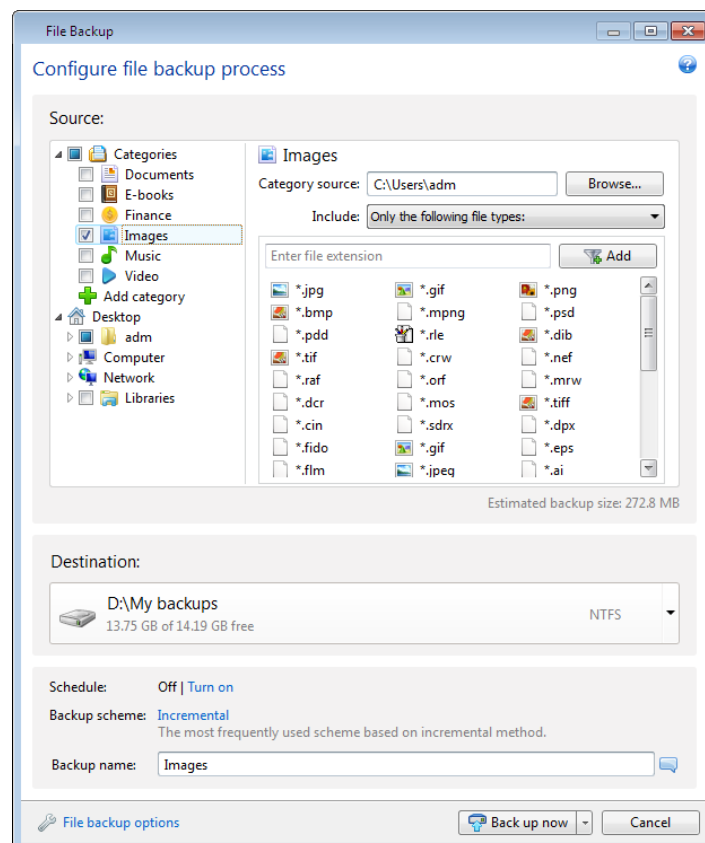 File Backup
Configure file backup process
Source:
Categories
Documents
E-books
Finance
Images
Music
Video
Add category
Desktop
adm
Computer
Network
Libraries
Images
Category source: C:\Users\adm Browse...
Include: Only the following file types:
Enter file extension Add
*.jpg *.gif *.png
*.bmp *.mpng *.psd
*.pdd *.rle *.dib
*.tif *.crw *.nef
*.raf *.orf *.mrw
*.dcr *.mos *.tiff
*.cin *.sdrx *.dpx
*.fido *.gif *.eps
*.flm *.jpeg *.ai
Estimated backup size: 272.8 MB
Destination:
D:\My backups
13.75 GB of 14.19 GB free
NTFS
Schedule: Off | Turn on
Backup scheme: Incremental
The most frequently used scheme based on incremental method.
Backup name: Images
File backup options Back up now Cancel